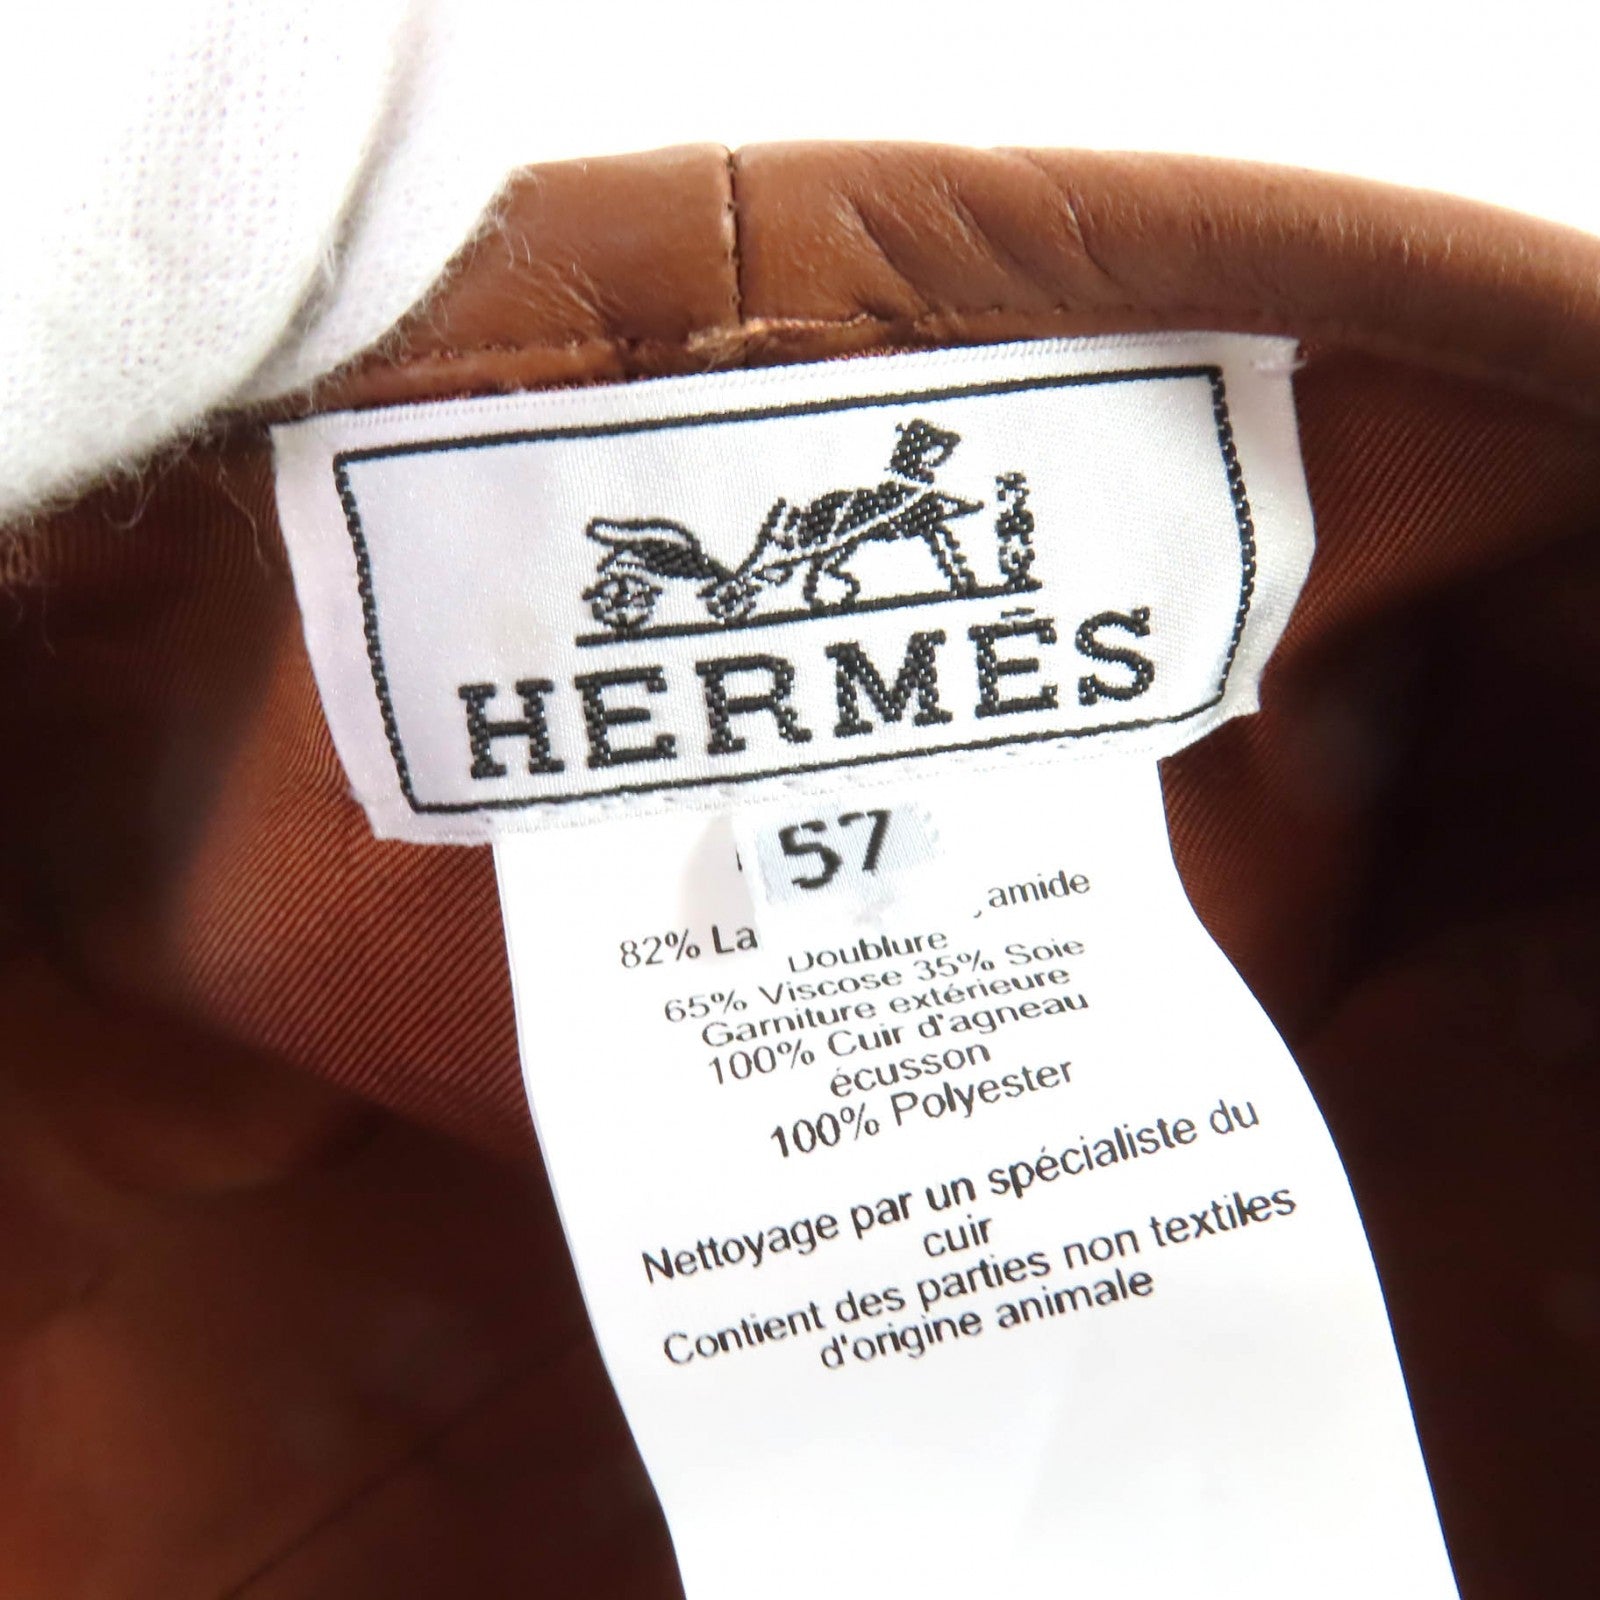 HERMÈS
57
amide
82% La
Doublure
65% Viscose 35% Soie
Garniture extérieure
100% Cuir d'agneau
écusson
100% Polyester
Nettoyage par un spécialiste du
cuir
Contient des parties non textiles
d'origine animale